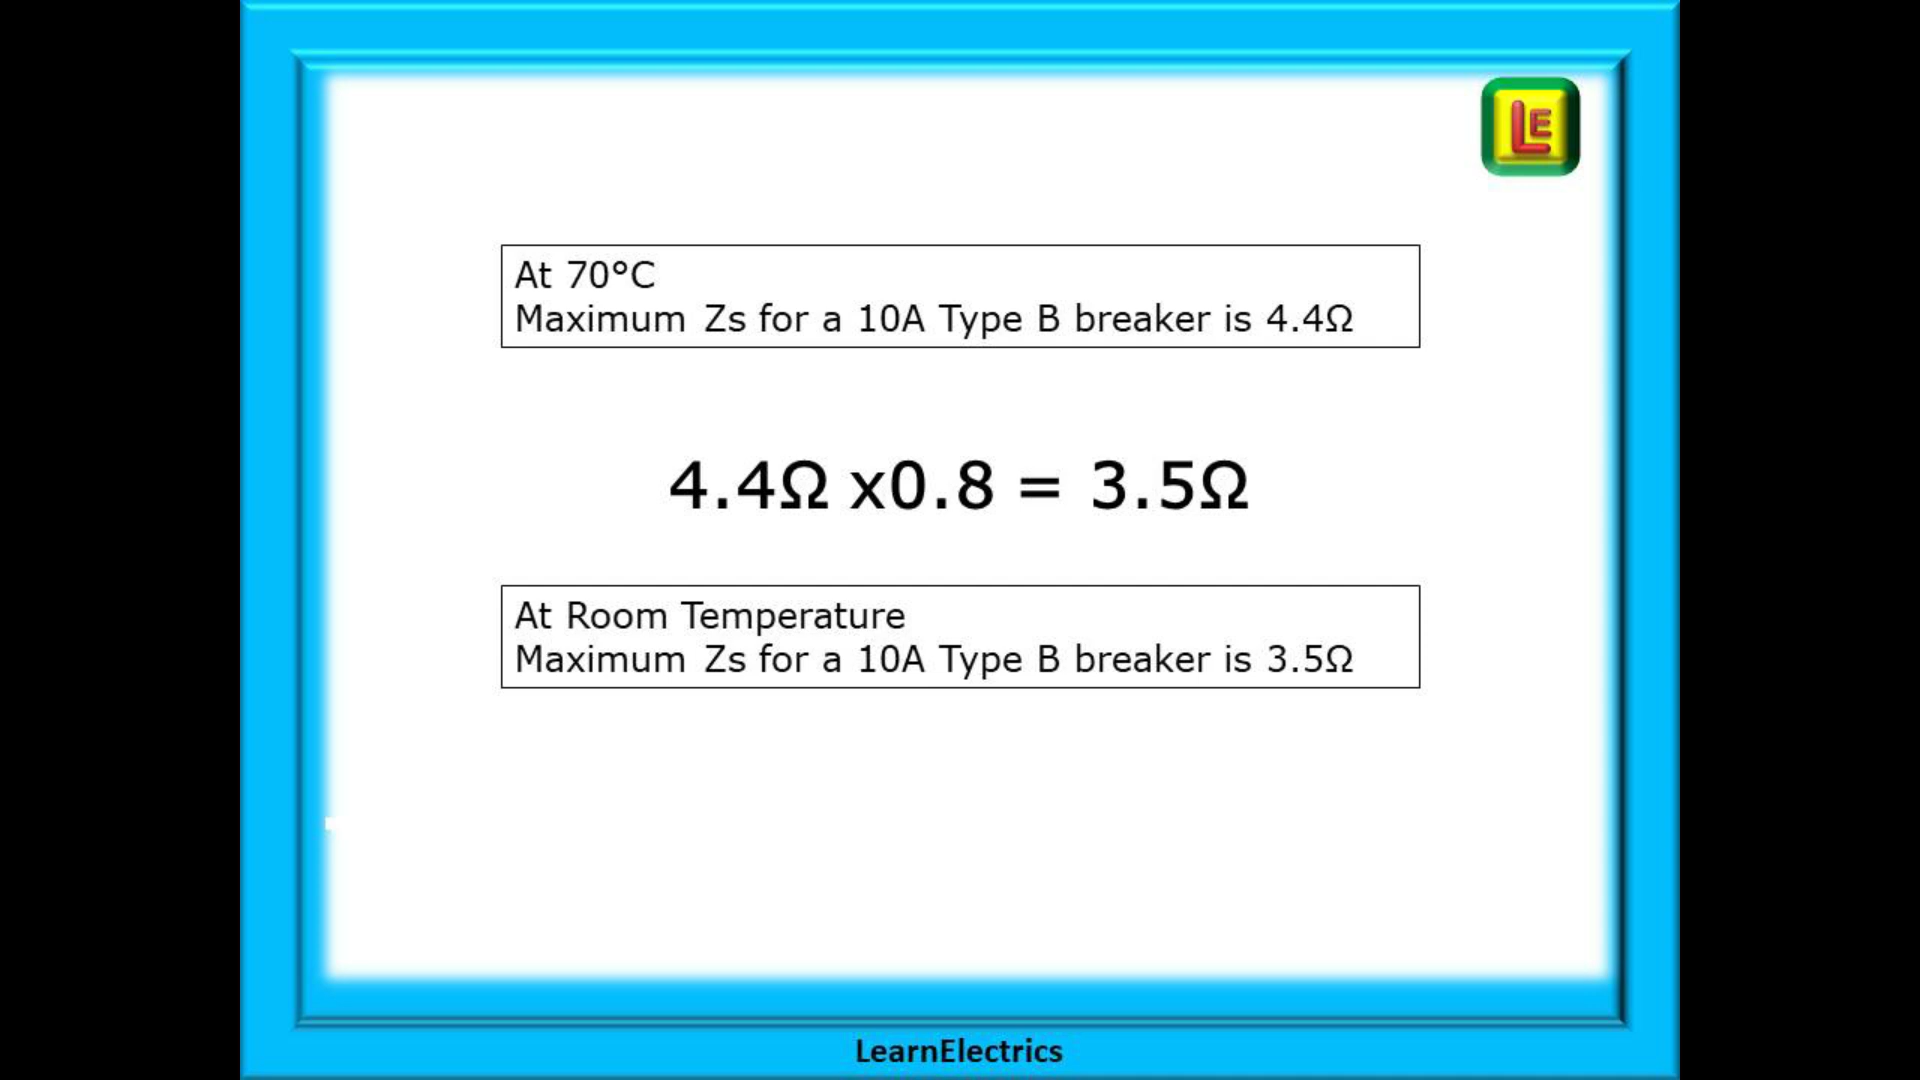 LE
At 70°C
Maximum Zs for a 10A Type B breaker is 4.4Ω
4.4Ω x0.8 = 3.5Ω
At Room Temperature
Maximum Zs for a 10A Type B breaker is 3.5Ω
LearnElectrics